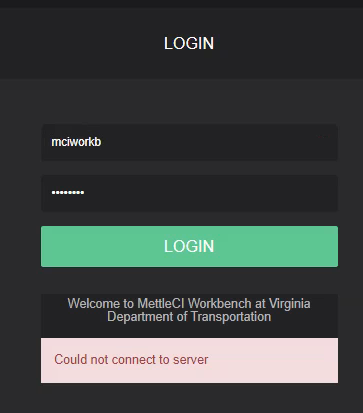 LOGIN
mciworkb
••••••••
LOGIN
Welcome to MettleCI Workbench at Virginia
Department of Transportation
Could not connect to server